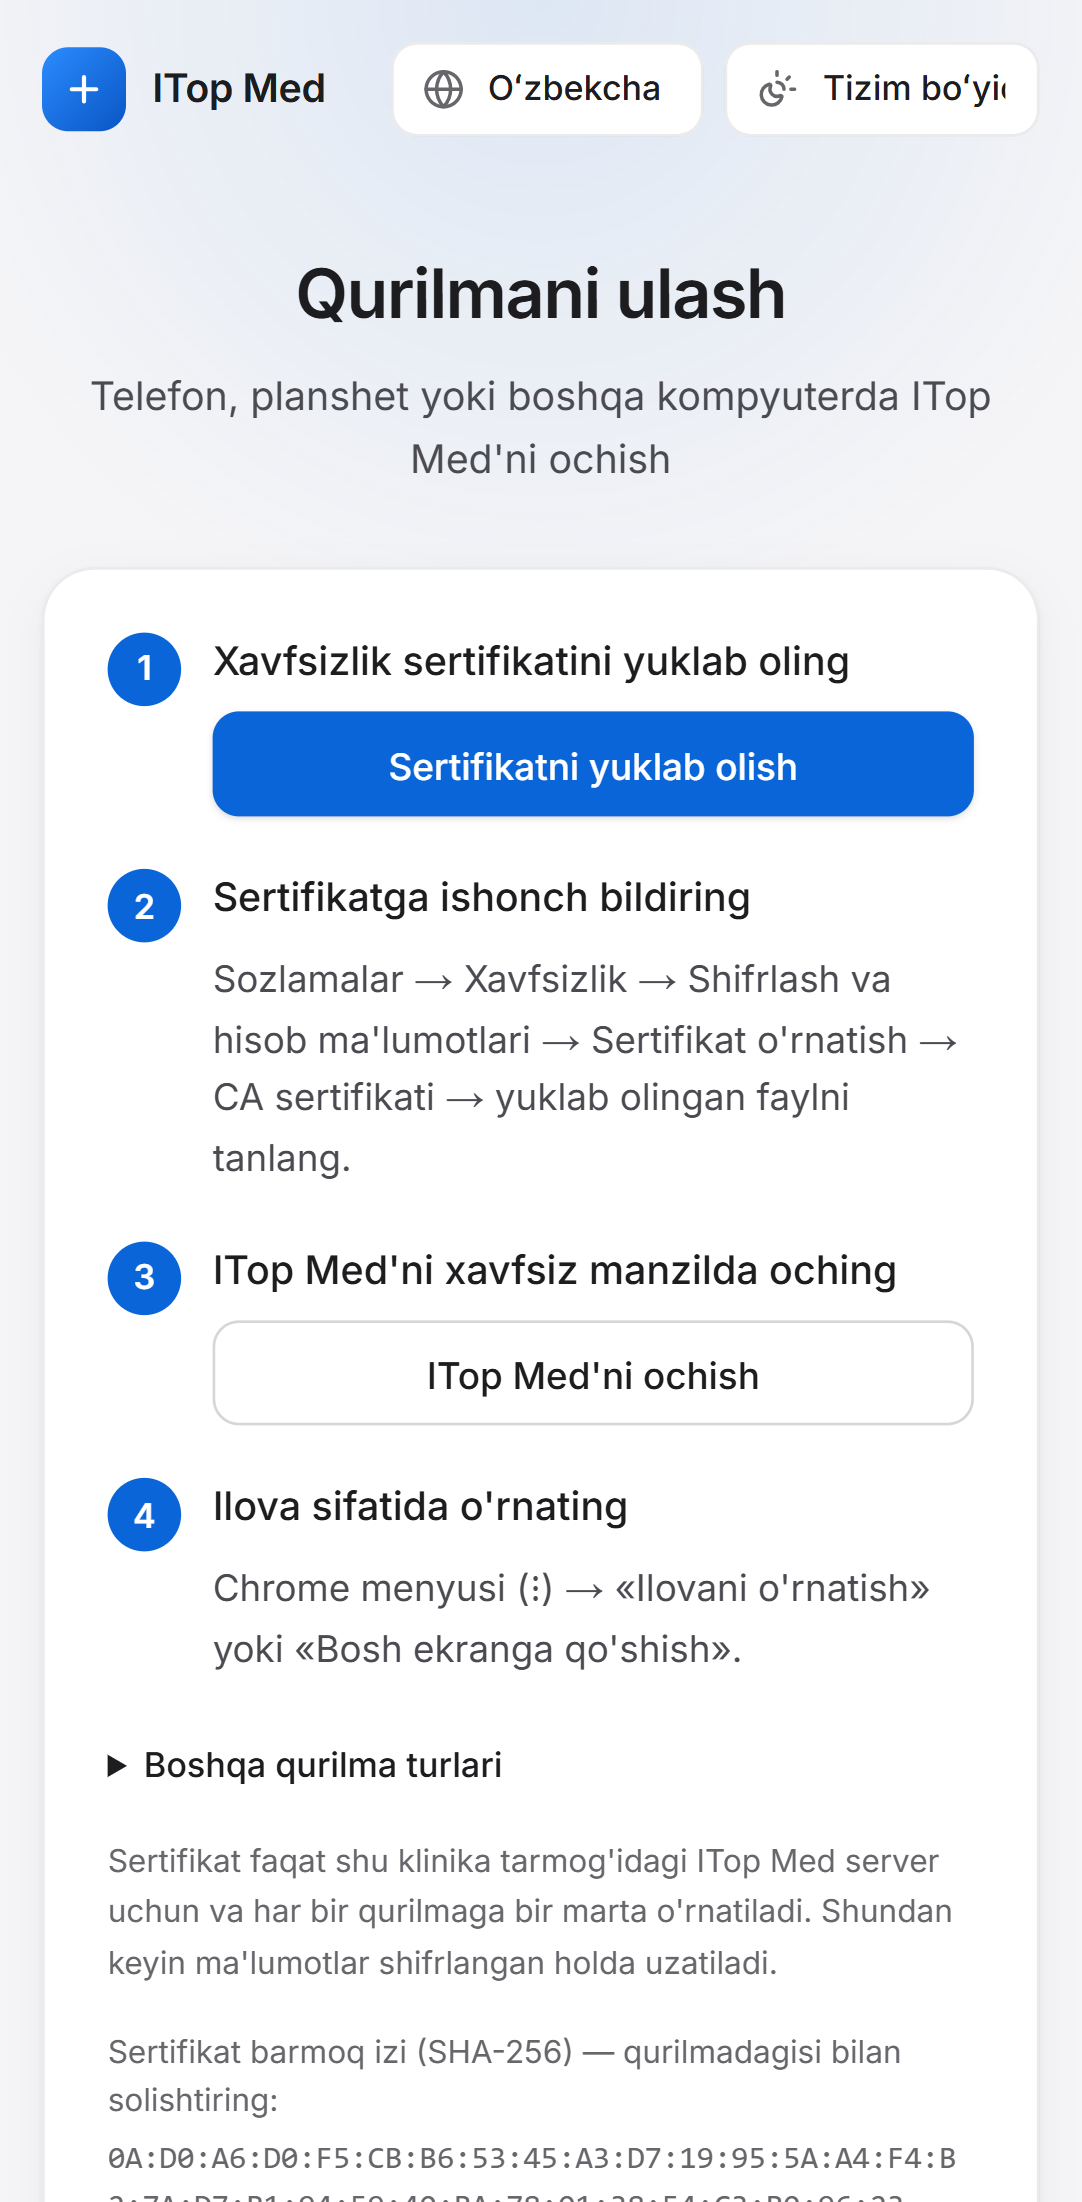 ITop Med
Oʻzbekcha
Tizim boʻyi
Qurilmani ulash
Telefon, planshet yoki boshqa kompyuterda ITop
Med'ni ochish
1
Xavfsizlik sertifikatini yuklab oling
Sertifikatni yuklab olish
2
Sertifikatga ishonch bildiring
Sozlamalar → Xavfsizlik → Shifrlash va
hisob ma'lumotlari → Sertifikat o'rnatish →
CA sertifikati → yuklab olingan faylni
tanlang.
3
ITop Med'ni xavfsiz manzilda oching
ITop Med'ni ochish
4
Ilova sifatida o'rnating
Chrome menyusi (⋮) → «Ilovani o'rnatish»
yoki «Bosh ekranga qo'shish».
Boshqa qurilma turlari
Sertifikat faqat shu klinika tarmog'idagi ITop Med server
uchun va har bir qurilmaga bir marta o'rnatiladi. Shundan
keyin ma'lumotlar shifrlangan holda uzatiladi.
Sertifikat barmoq izi (SHA-256) — qurilmadagisi bilan
solishtiring:
0A:D0:A6:D0:F5:CB:B6:53:45:A3:D7:19:95:5A:A4:F4:B